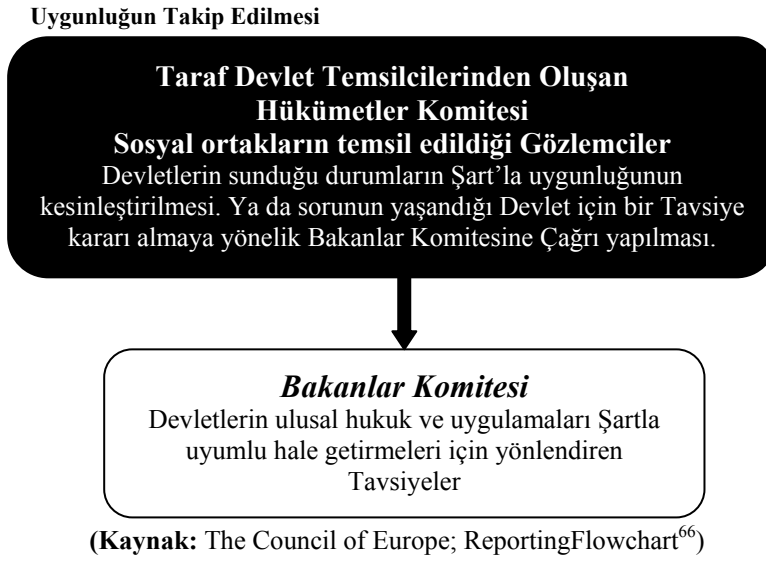 Uygunluğun Takip Edilmesi
Taraf Devlet Temsilcilerinden Oluşan
Hükümetler Komitesi
Sosyal ortakların temsil edildiği Gözlemciler
Devletlerin sunduğu durumların Şart’la uygunluğunun
kesinleştirilmesi. Ya da sorunun yaşandığı Devlet için bir Tavsiye
kararı almaya yönelik Bakanlar Komitesine Çağrı yapılması.
Bakanlar Komitesi
Devletlerin ulusal hukuk ve uygulamaları Şartla
uyumlu hale getirmeleri için yönlendiren
Tavsiyeler
(Kaynak: The Council of Europe; ReportingFlowchart66)